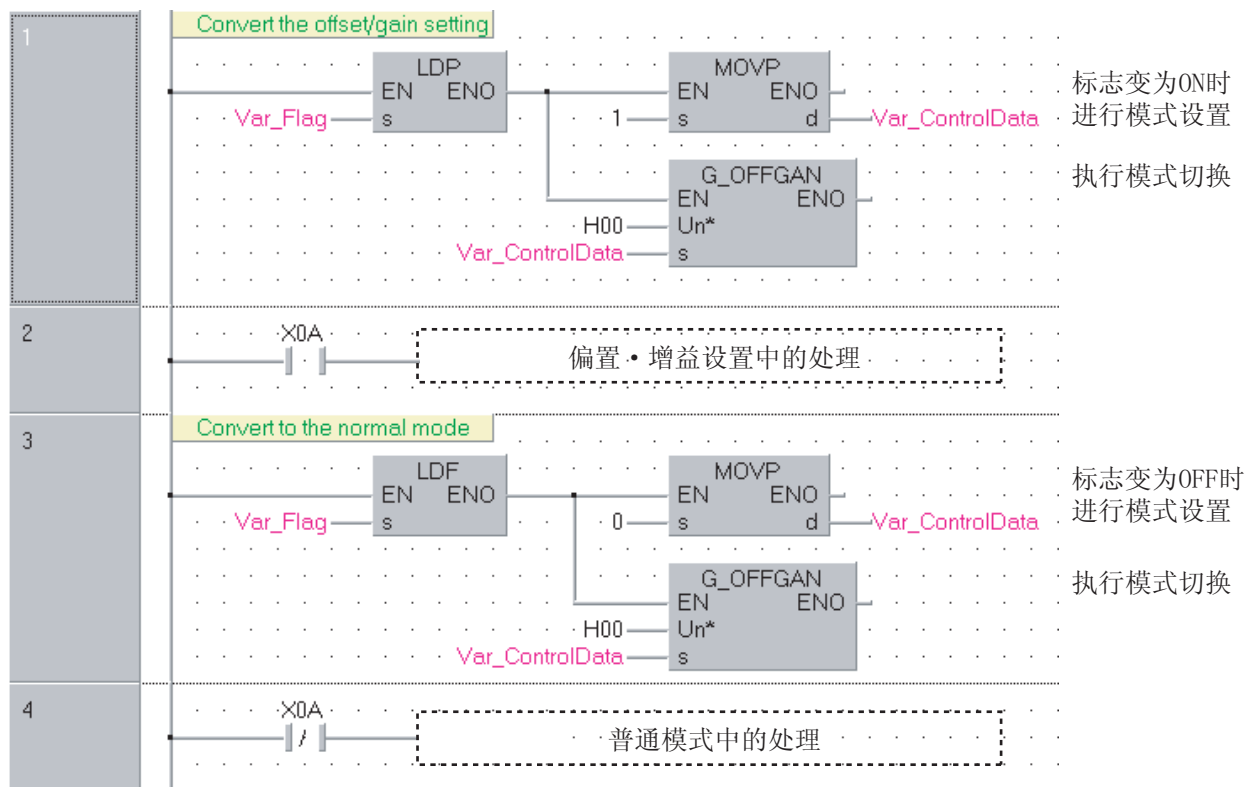 1
Convert the offset/gain setting
LDP
EN ENO
Var_Flag s
MOVP
EN ENO
1 s d Var_ControlData
标志变为ON时
进行模式设置
G_OFFGAN
EN ENO
H00 Un*
Var_ControlData s
执行模式切换
2
X0A
偏置·增益设置中的处理
3
Convert to the normal mode
LDF
EN ENO
Var_Flag s
MOVP
EN ENO
0 s d Var_ControlData
标志变为OFF时
进行模式设置
G_OFFGAN
EN ENO
H00 Un*
Var_ControlData s
执行模式切换
4
X0A
普通模式中的处理